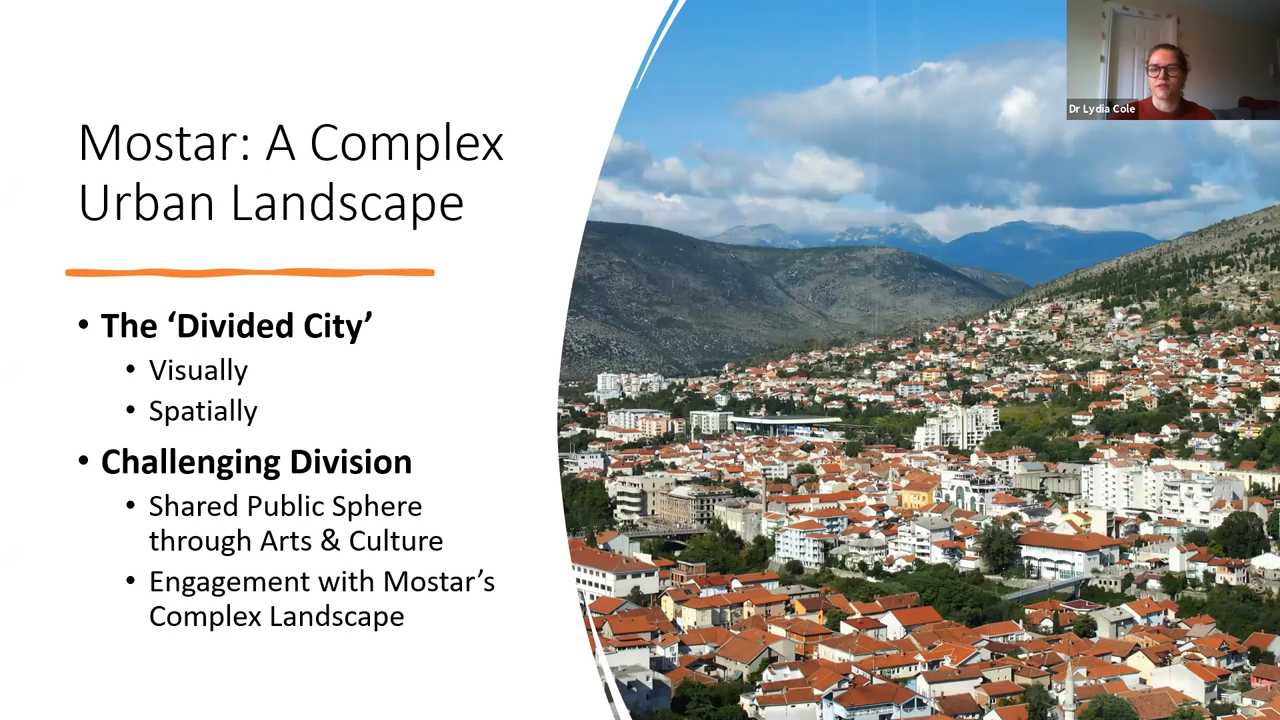 Mostar: A Complex
Urban Landscape
• The ‘Divided City’
• Visually
• Spatially
• Challenging Division
• Shared Public Sphere
through Arts & Culture
• Engagement with Mostar’s
Complex Landscape
Dr Lydia Cole